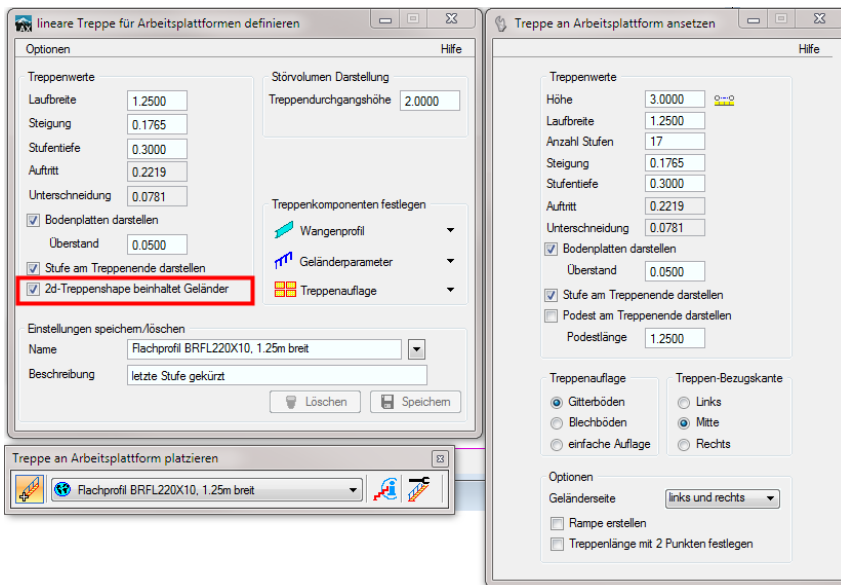 lineare Treppe für Arbeitsplattformen definieren
Optionen Hilfe
Treppenwerte
Laufbreite 1.2500
Steigung 0.1765
Stufentiefe 0.3000
Auftritt 0.2219
Unterschneidung 0.0781
Bodenplatten darstellen
Überstand 0.0500
Stufe am Treppenende darstellen
2d-Treppenshape beinhaltet Geländer
Störvolumen Darstellung
Treppendurchgangshöhe 2.0000
Treppenkomponenten festlegen
Wangenprofil
Geländerparameter
Treppenauflage
Einstellungen speichern/löschen
Name Flachprofil BRFL220X10, 1.25m breit
Beschreibung letzte Stufe gekürzt
Löschen Speichern
Treppe an Arbeitsplattform platzieren
Flachprofil BRFL220X10, 1.25m breit
Treppe an Arbeitsplattform ansetzen
Hilfe
Treppenwerte
Höhe 3.0000
Laufbreite 1.2500
Anzahl Stufen 17
Steigung 0.1765
Stufentiefe 0.3000
Auftritt 0.2219
Unterschneidung 0.0781
Bodenplatten darstellen
Überstand 0.0500
Stufe am Treppenende darstellen
Podest am Treppenende darstellen
Podestlänge 1.2500
Treppenauflage
Gitterböden
Blechböden
einfache Auflage
Treppen-Bezugskante
Links
Mitte
Rechts
Optionen
Geländerseite links und rechts
Rampe erstellen
Treppenlänge mit 2 Punkten festlegen